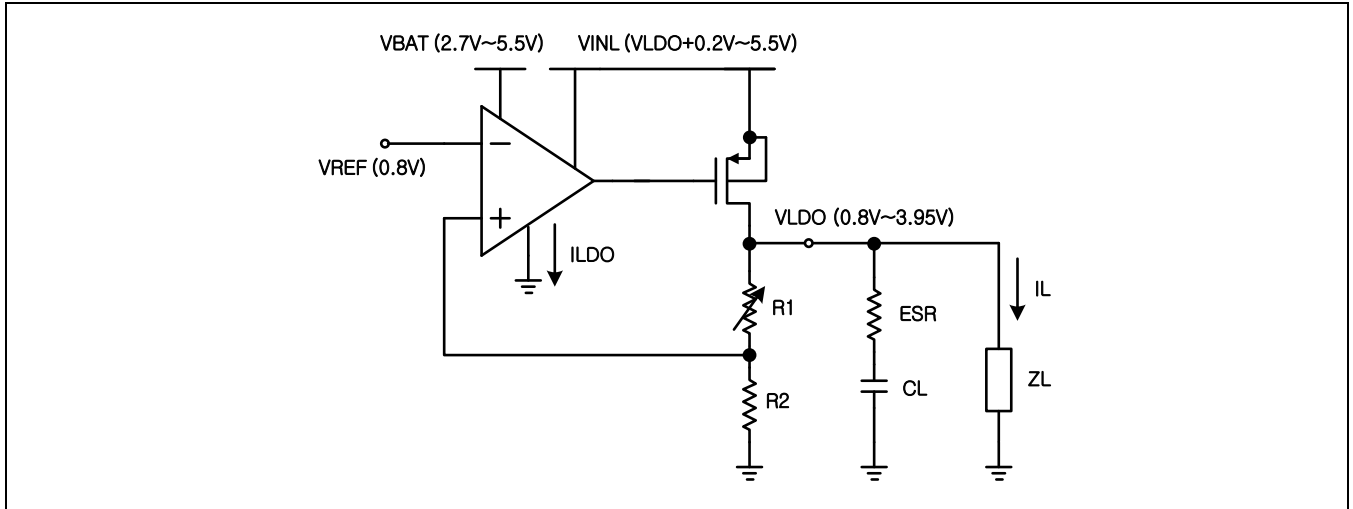 VBAT (2.7V~5.5V) VINL (VLDO+0.2V~5.5V)
−
VREF (0.8V)
+
VLDO (0.8V~3.95V)
ILDO
R1
ESR
IL
R2
CL
ZL